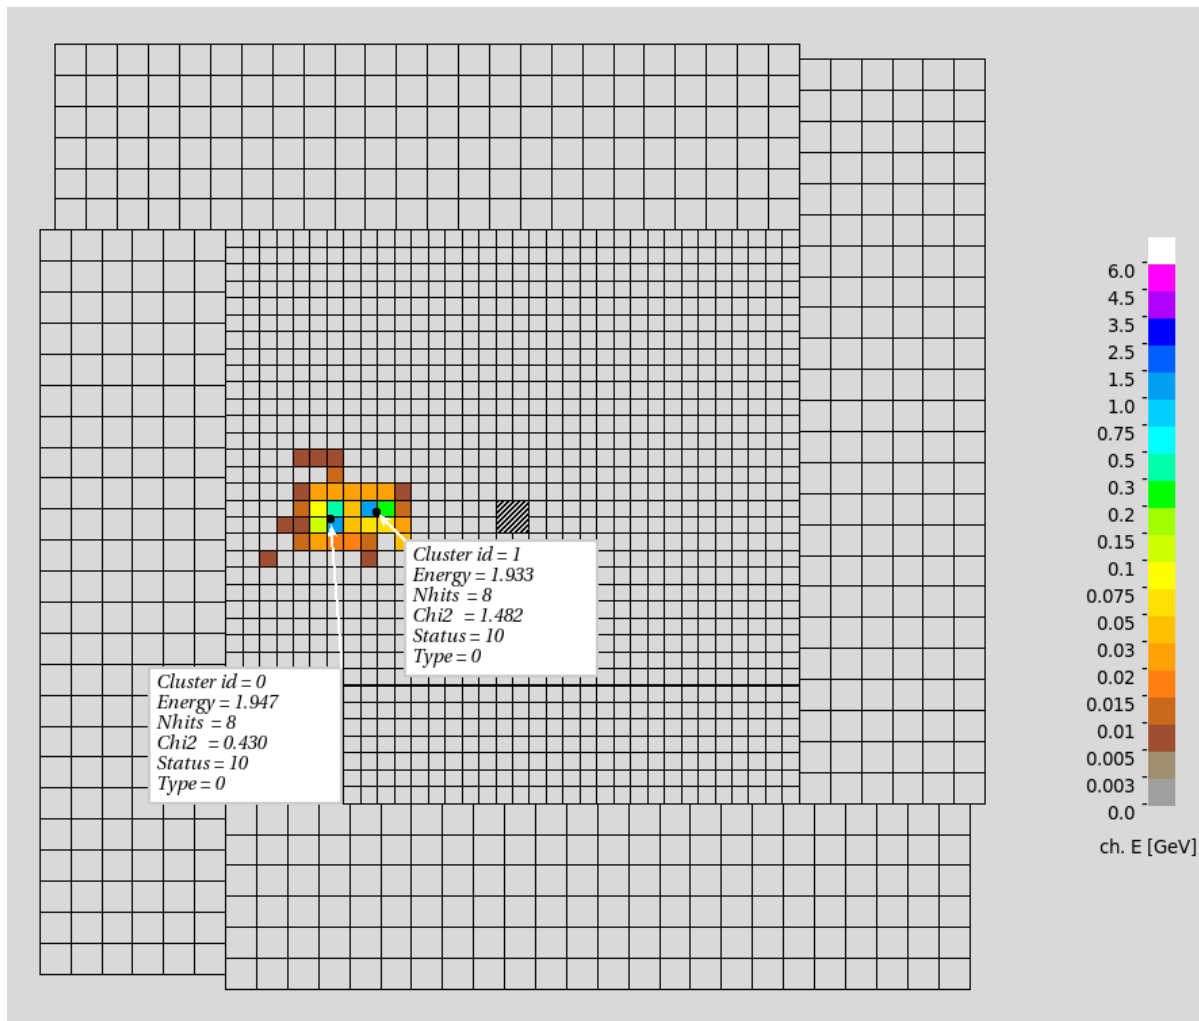 6.0
4.5
3.5
2.5
1.5
1.0
0.75
0.5
0.3
0.2
0.15
0.1
0.075
0.05
0.03
0.02
0.015
0.01
0.005
0.003
0.0
ch. E [GeV]
Cluster id = 1
Energy = 1.933
Nhits = 8
Chi2 = 1.482
Status = 10
Type = 0
Cluster id = 0
Energy = 1.947
Nhits = 8
Chi2 = 0.430
Status = 10
Type = 0